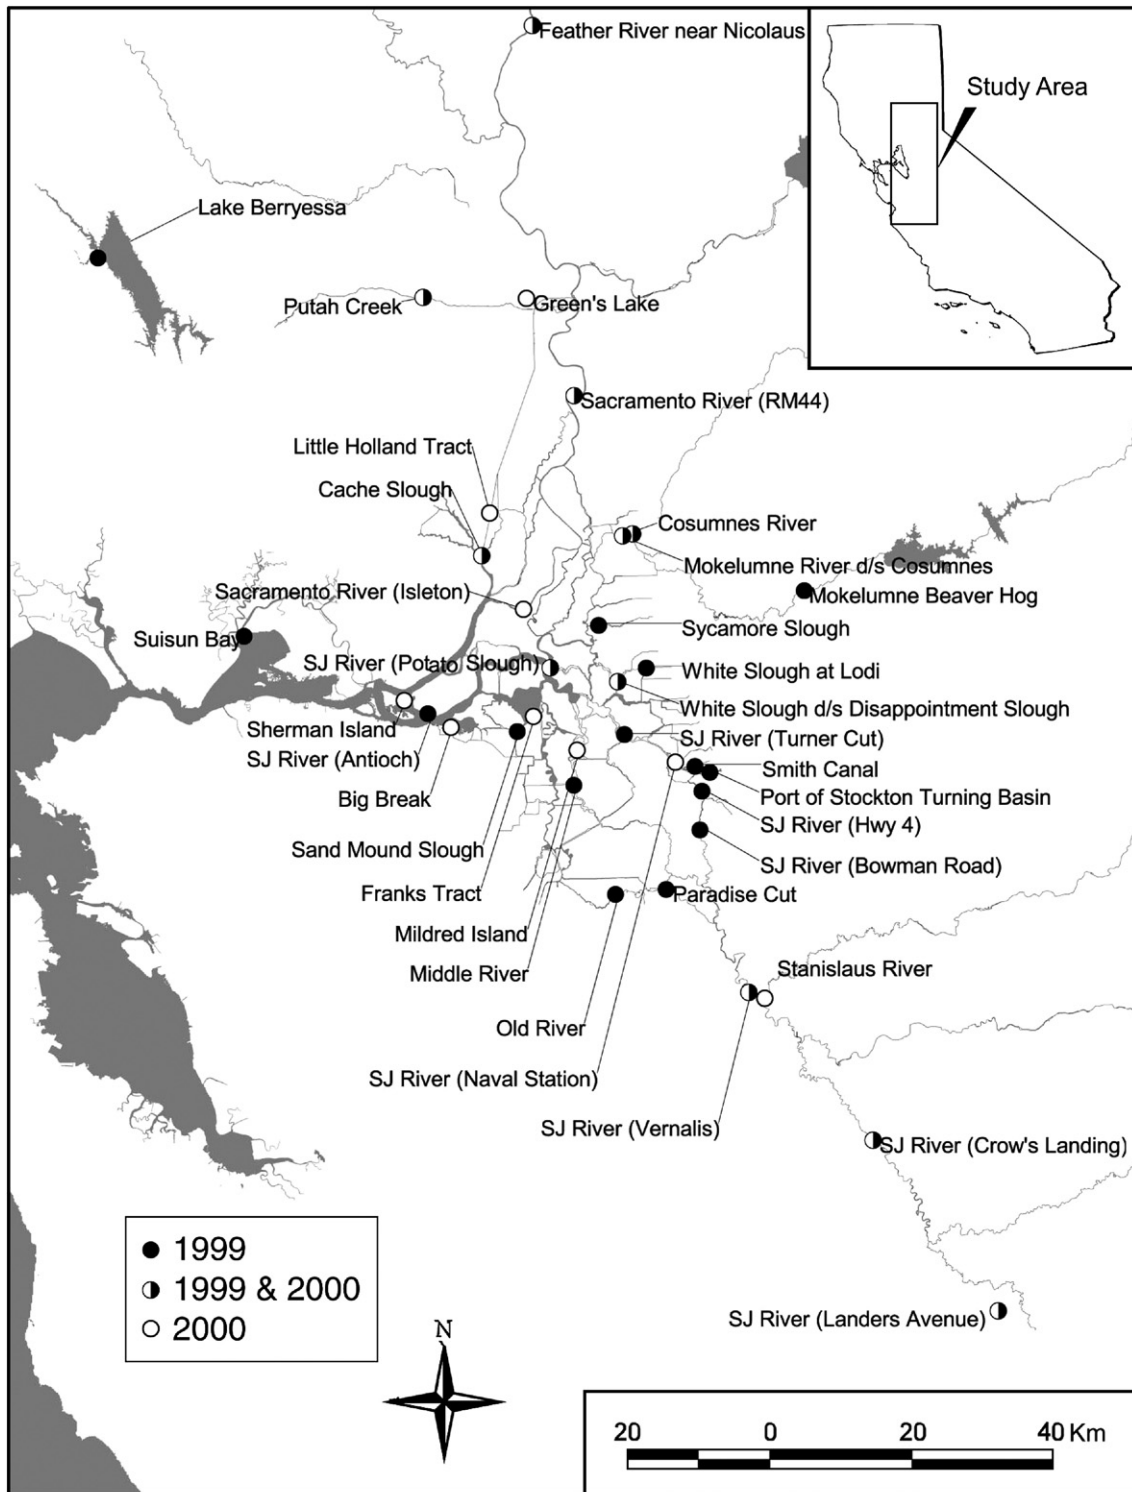 Feather River near Nicolaus
Study Area
Lake Berryessa
Putah Creek
Green's Lake
Sacramento River (RM44)
Little Holland Tract
Cache Slough
Cosumnes River
Mokelumne River d/s Cosumnes
Sacramento River (Isleton)
Mokelumne Beaver Hog
Suisun Bay
Sycamore Slough
SJ River (Potato Slough)
White Slough at Lodi
White Slough d/s Disappointment Slough
Sherman Island
SJ River (Turner Cut)
SJ River (Antioch)
Smith Canal
Big Break
Port of Stockton Turning Basin
SJ River (Hwy 4)
Sand Mound Slough
SJ River (Bowman Road)
Franks Tract
Paradise Cut
Mildred Island
Middle River
Stanislaus River
Old River
SJ River (Naval Station)
SJ River (Vernalis)
SJ River (Crow's Landing)
1999
1999 & 2000
2000
SJ River (Landers Avenue)
N
20 0 20 40 Km